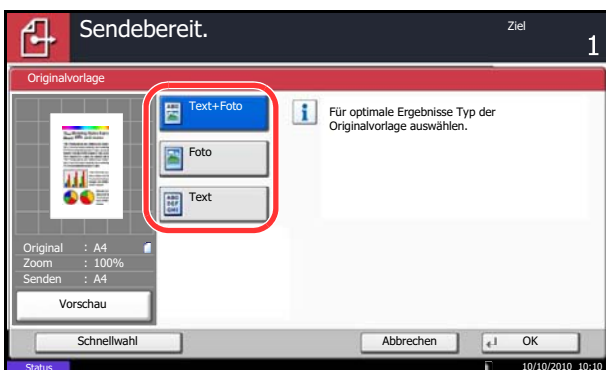 Sendebereit.
Ziel
1
Originalvorlage
Text+Foto
Foto
Text
Für optimale Ergebnisse Typ der
Originalvorlage auswählen.
Original : A4
Zoom : 100%
Senden : A4
Vorschau
Schnellwahl
Abbrechen
OK
Status
10/10/2010 10:10